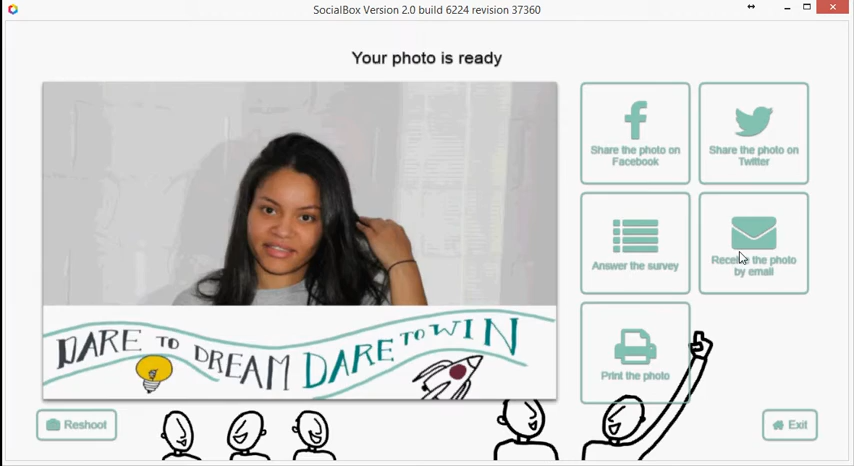 SocialBox Version 2.0 build 6224 revision 37360
Your photo is ready
Share the photo on
Facebook
Share the photo on
Twitter
Answer the survey
Receive the photo
by email
Print the photo
DARE TO DREAM DARE TO WIN
Reshoot
Exit